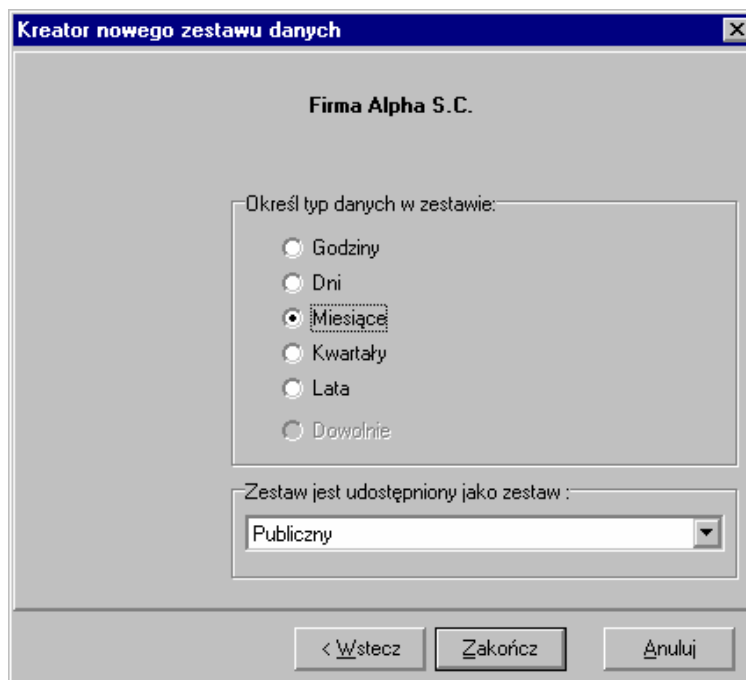 Kreator nowego zestawu danych
Firma Alpha S.C.
Określ typ danych w zestawie:
Godziny
Dni
Miesiące
Kwartały
Lata
Dowolnie
Zestaw jest udostępniony jako zestaw :
Publiczny
< Wstecz Zakończ Anuluj